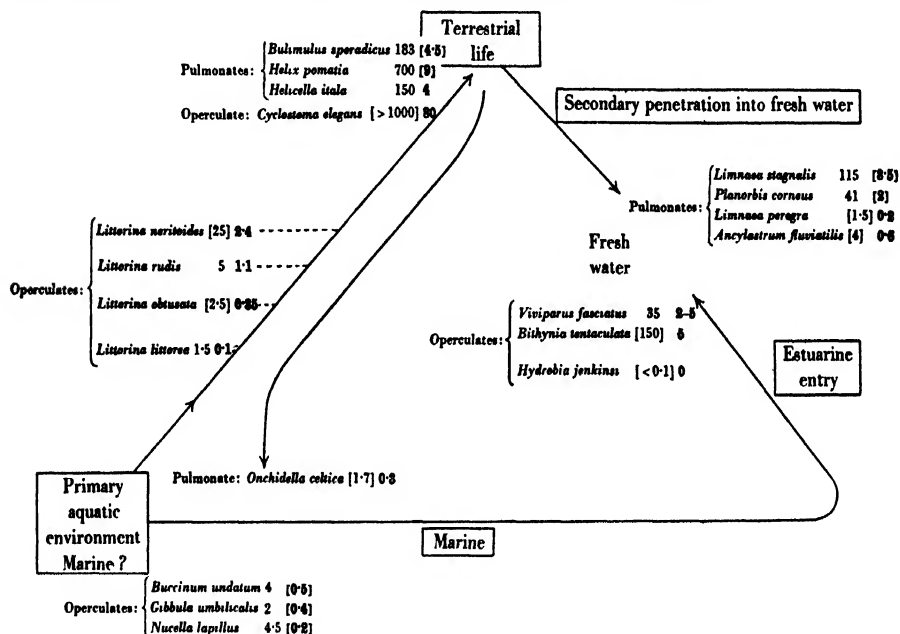 Terrestrial
life
Pulmonates:
Bulimulus sporadicus 183 [4·5]
Helix pomatia 700 [9]
Helicella itala 150 4
Operculate: Cyclostoma elegans [>1000] 80
Secondary penetration into fresh water
Pulmonates:
Limnaea stagnalis 115 [3·5]
Planorbis corneus 41 [2]
Limnaea peregra [1·5] 0·2
Ancylastrum fluviatilis [4] 0·6
Fresh
water
Operculates:
Littorina neritoides [25] 2·4
Littorina rudis 5 1·1
Littorina obtusata [2·5] 0·35
Littorina littorea 1·5 0·1
Operculates:
Viviparus fasciatus 35 2–5
Bithynia tentaculata [150] 5
Hydrobia jenkinsi [<0·1] 0
Estuarine
entry
Pulmonate: Onchidella celtica [1·7] 0·3
Primary
aquatic
environment
Marine ?
Marine
Operculates:
Buccinum undatum 4 [0·5]
Gibbula umbilicalis 2 [0·4]
Nucella lapillus 4·5 [0·2]